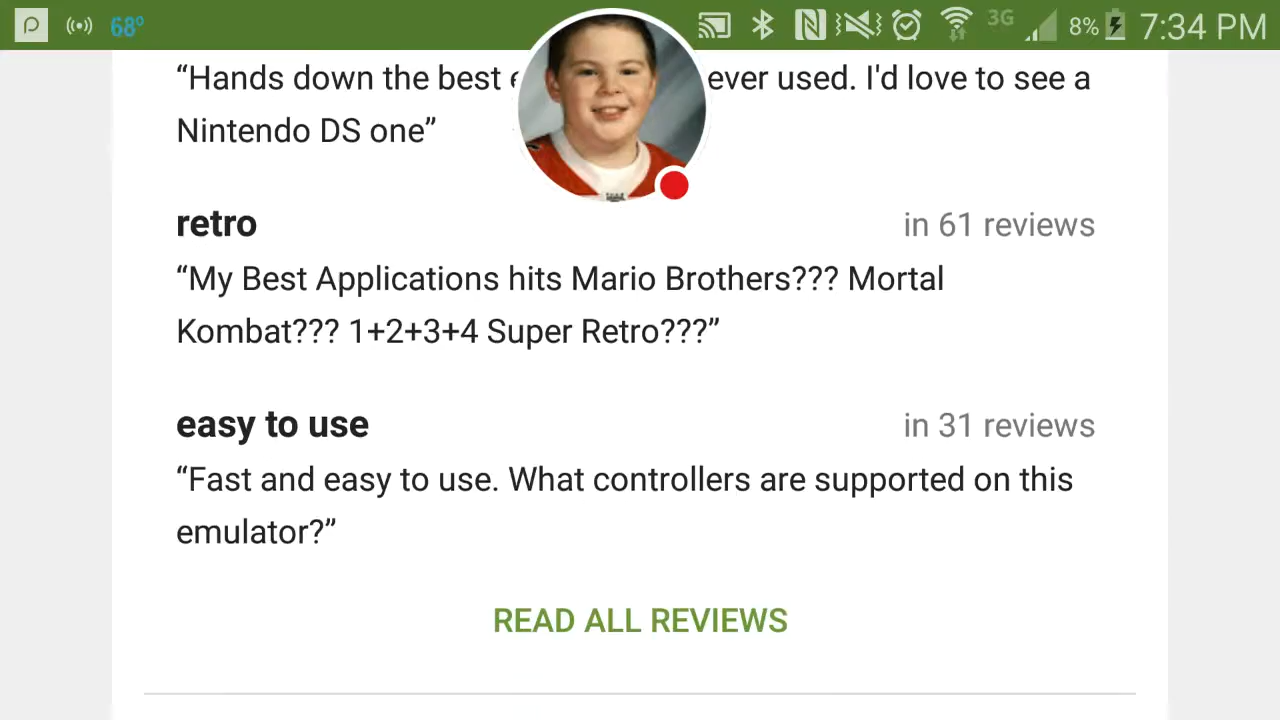 68°
3G 8% 7:34 PM
“Hands down the best ever used. I'd love to see a
Nintendo DS one”
retro in 61 reviews
“My Best Applications hits Mario Brothers??? Mortal
Kombat??? 1+2+3+4 Super Retro???”
easy to use in 31 reviews
“Fast and easy to use. What controllers are supported on this
emulator?”
READ ALL REVIEWS